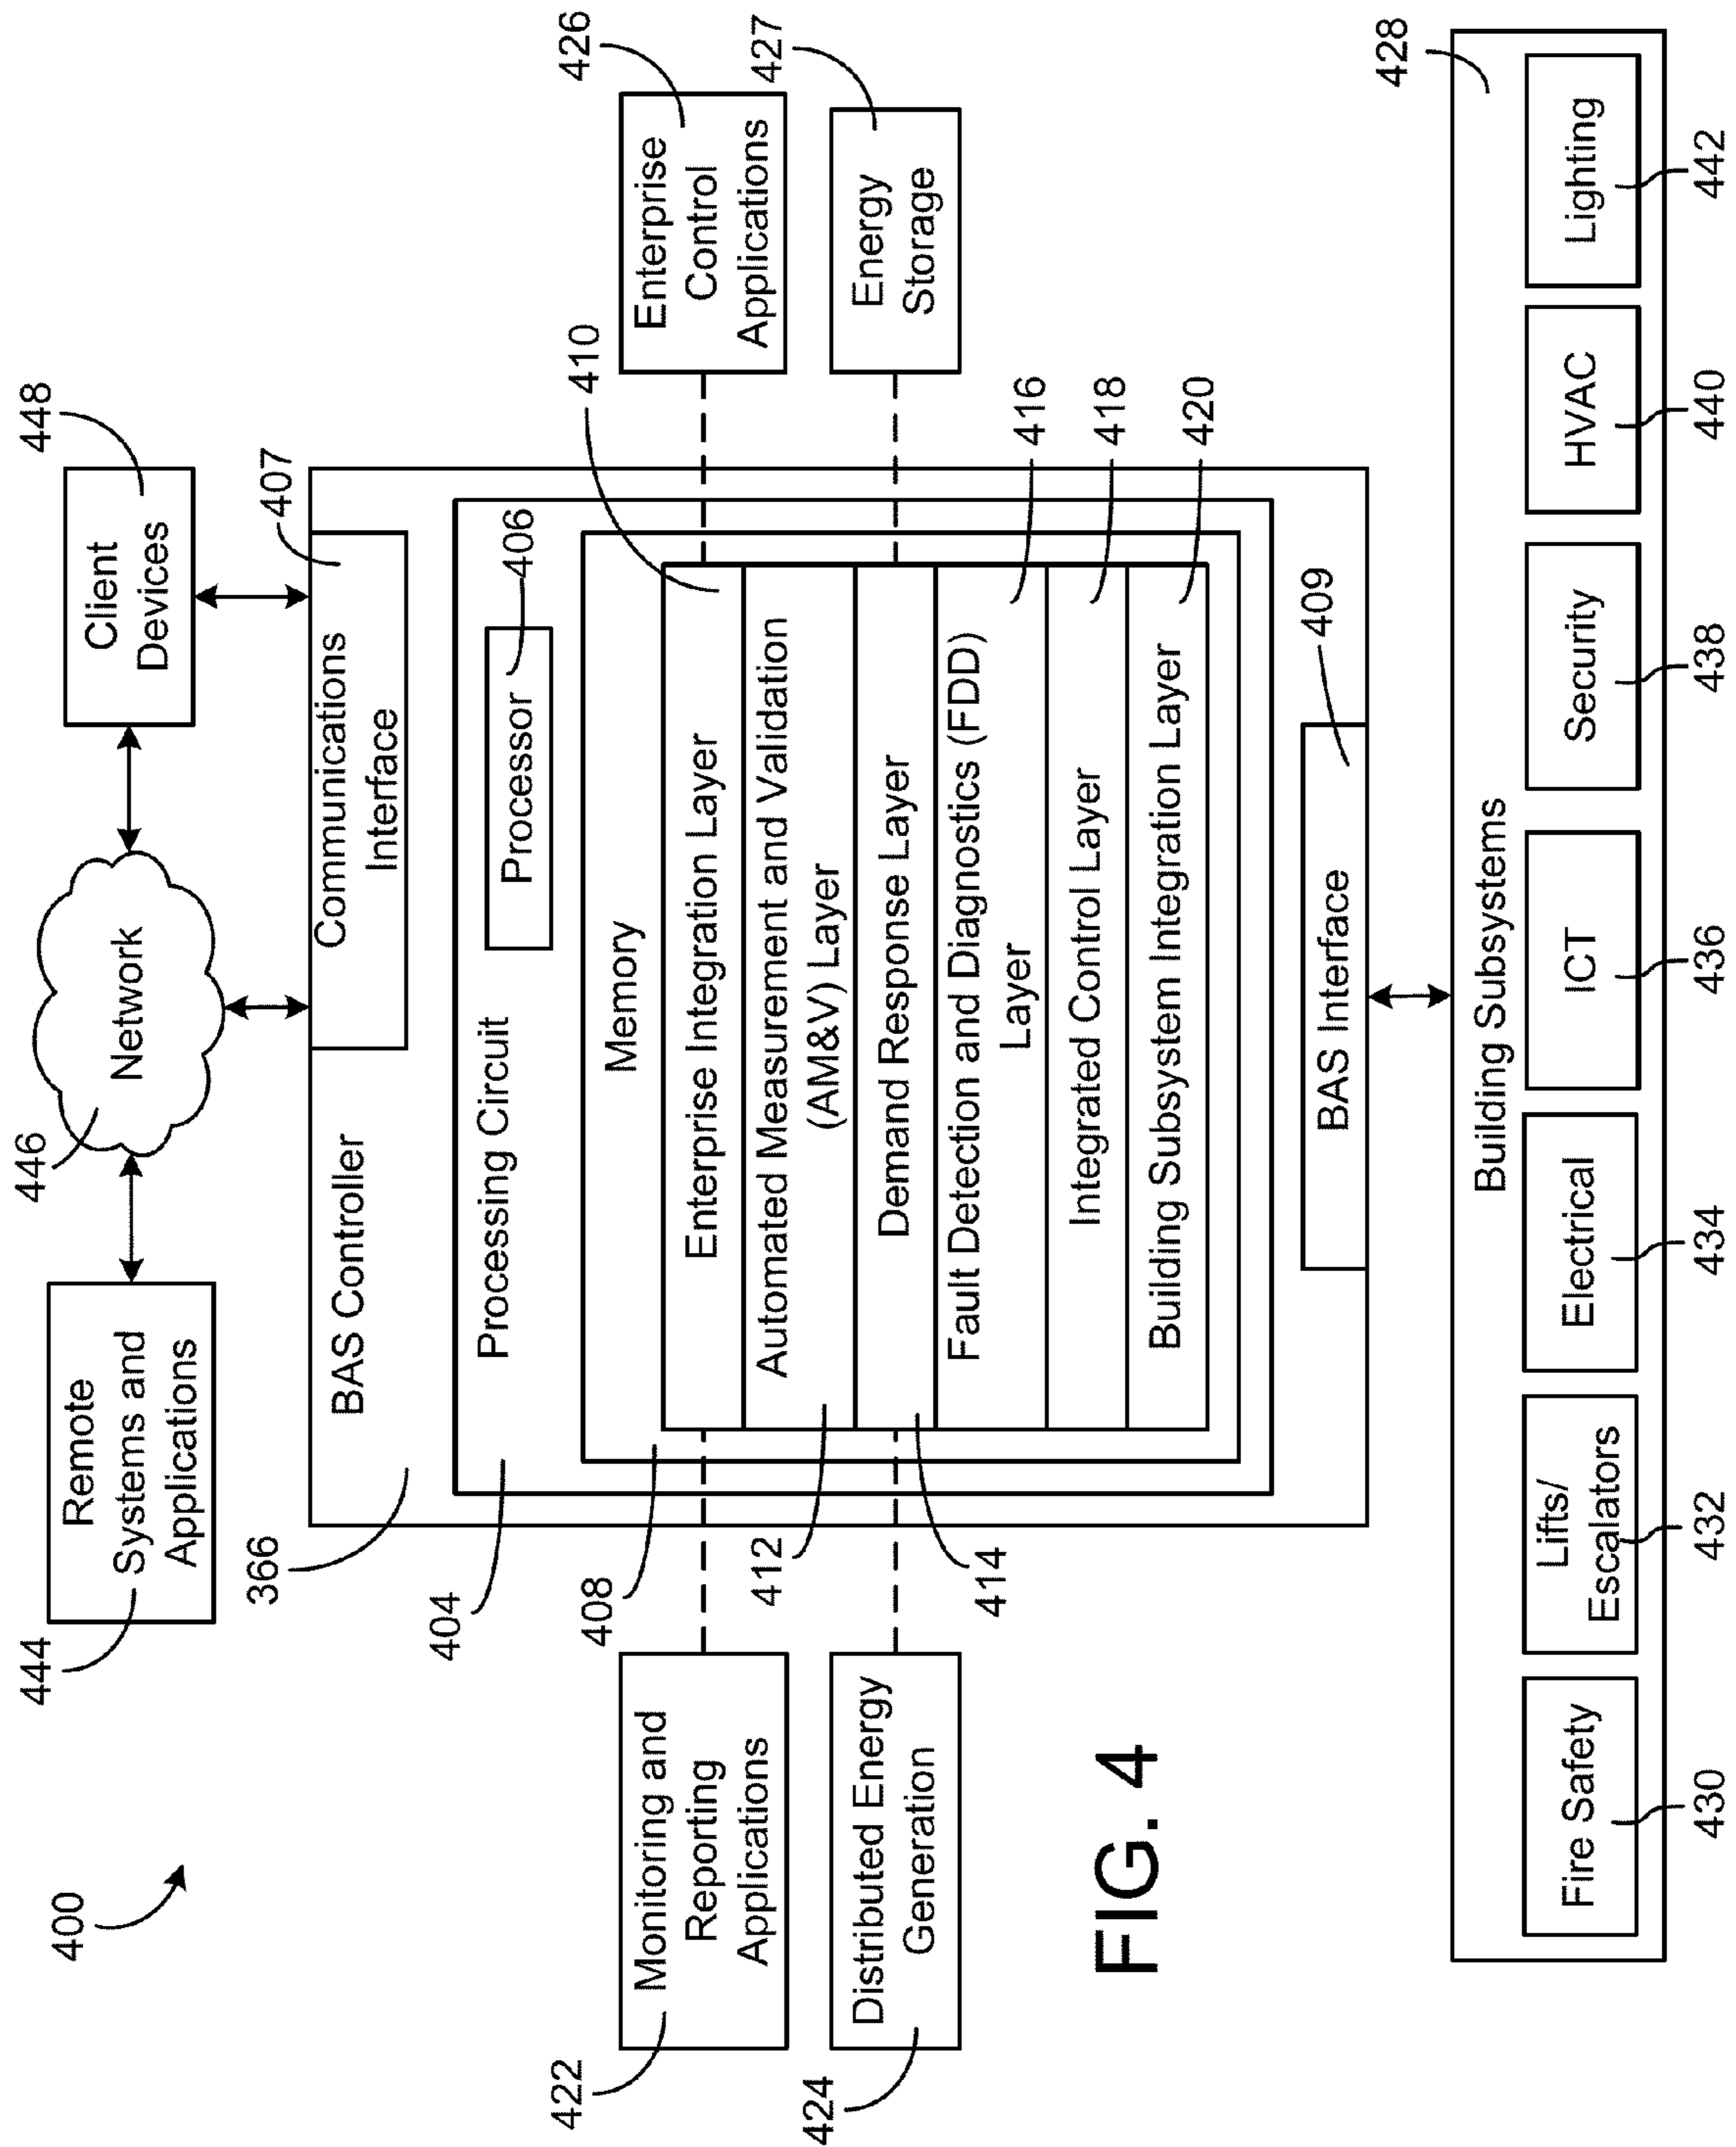 400
444
Remote
Systems and
Applications
446
Network
448
Client
Devices
366
BAS Controller
407
Communications
Interface
404
Processing Circuit
Processor
406
408
Memory
410
Enterprise Integration Layer
Automated Measurement and Validation
(AM&V) Layer
412
Demand Response Layer
414
Fault Detection and Diagnostics (FDD)
Layer
416
Integrated Control Layer
418
Building Subsystem Integration Layer
420
BAS Interface
409
422
Monitoring and
Reporting
Applications
424
Distributed Energy
Generation
426
Enterprise
Control
Applications
427
Energy
Storage
FIG. 4
428
Building Subsystems
Fire Safety
Lifts/
Escalators
Electrical
ICT
Security
HVAC
Lighting
430
432
434
436
438
440
442